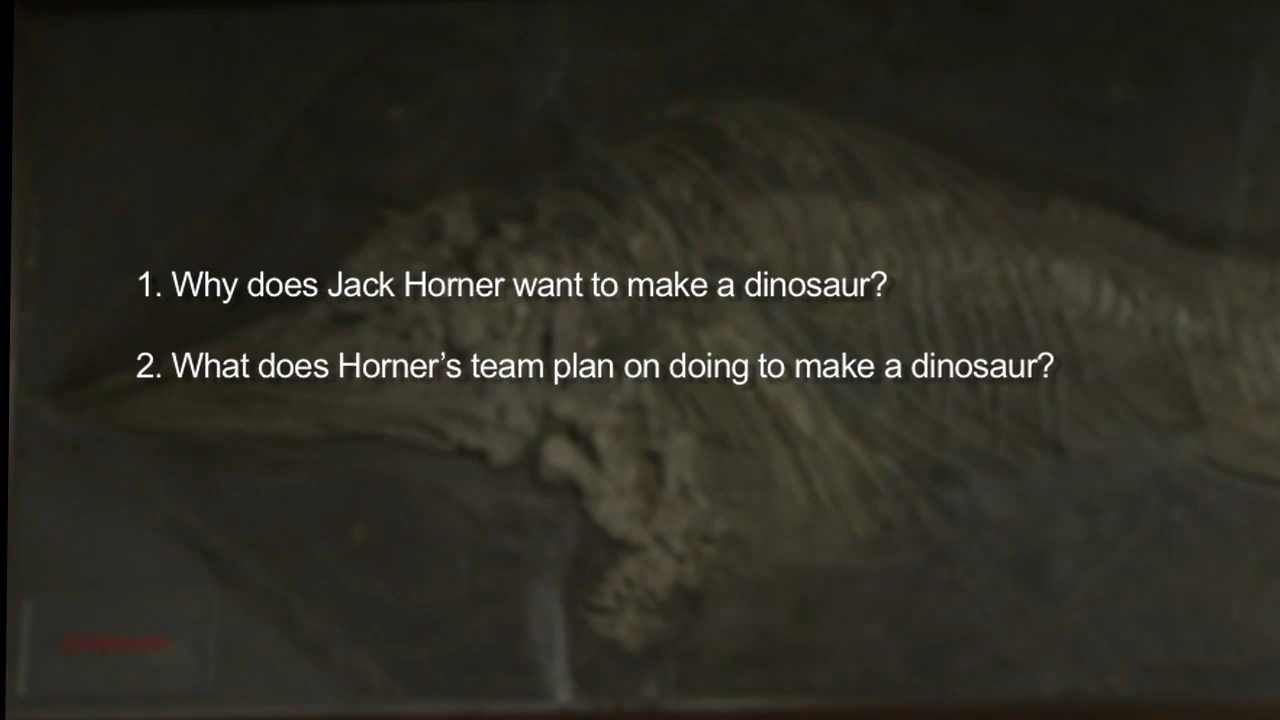 1. Why does Jack Horner want to make a dinosaur?
2. What does Horner’s team plan on doing to make a dinosaur?